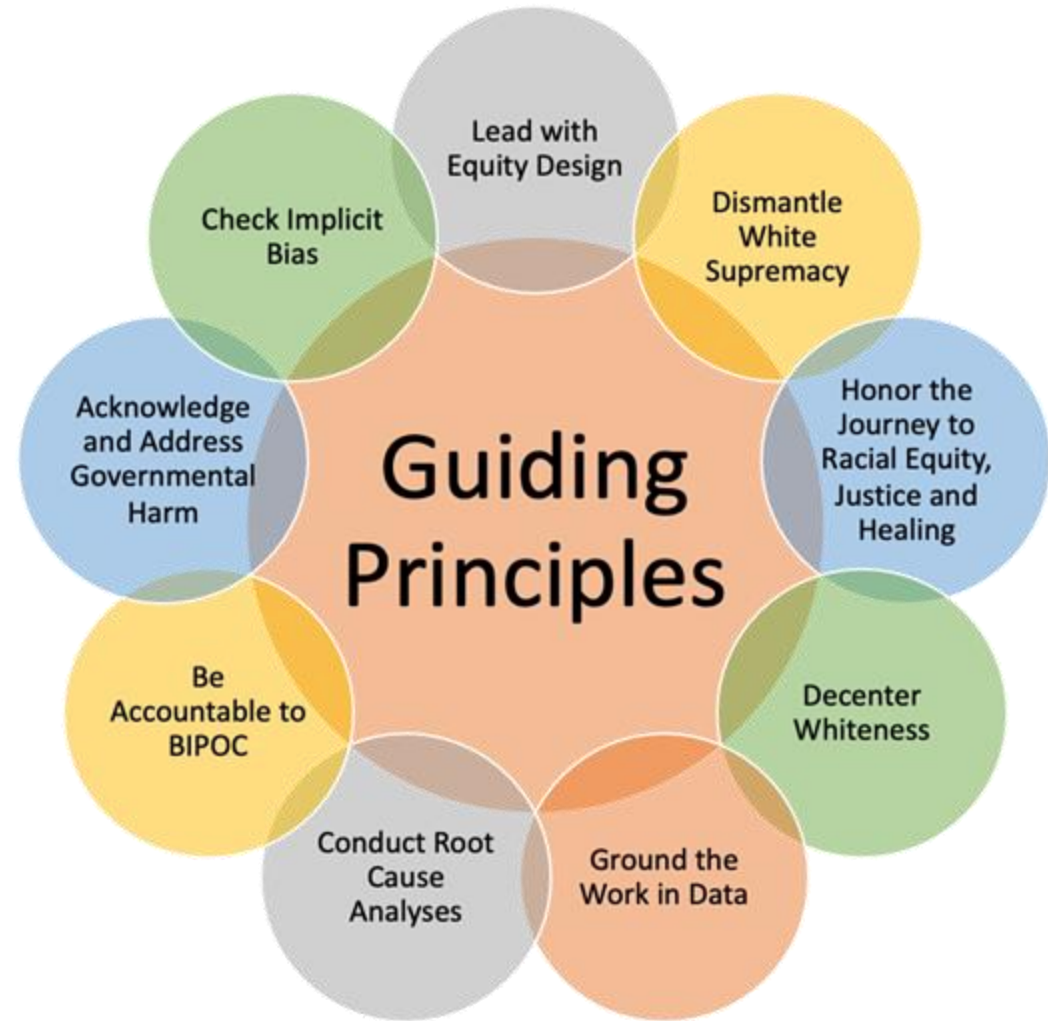 Lead with
Equity Design
Dismantle
White
Supremacy
Honor the
Journey to
Racial Equity,
Justice and
Healing
Decenter
Whiteness
Ground the
Work in Data
Conduct Root
Cause
Analyses
Be
Accountable to
BIPOC
Acknowledge
and Address
Governmental
Harm
Check Implicit
Bias
Guiding
Principles